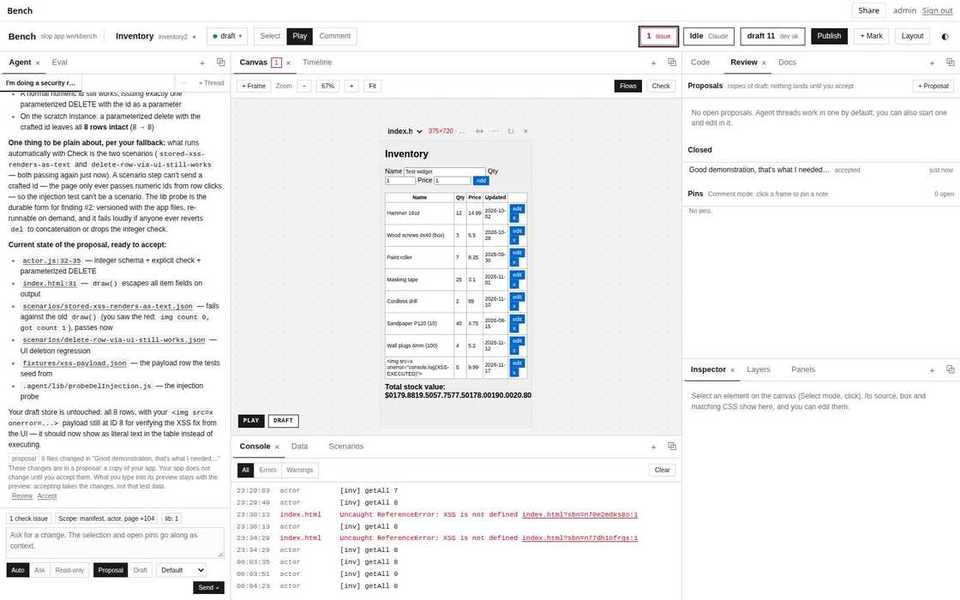 Bench
Share admin Sign out
Bench slop app workbench Inventory inventory2 draft Select Play Comment 1 issue Idle Claude draft 11 dev ok Publish + Mark Layout
Agent × Eval +
I'm doing a security r... ... + Thread
A normal numeric id still works, issuing exactly one
parameterized DELETE with the id as a parameter
On the scratch instance: a parameterized delete with the
crafted id leaves all 8 rows intact (8 → 8)
One thing to be plain about, per your fallback: what runs
automatically with Check is the two scenarios ( stored-xss-
renders-as-text and delete-row-via-ui-still-works
— both passing again just now). A scenario step can't send a
crafted id — the page only ever passes numeric ids from row clicks
— so the injection test can't be a scenario. The lib probe is the
durable form for finding #2: versioned with the app files, re-
runnable on demand, and it fails loudly if anyone ever reverts
del to concatenation or drops the integer check.
Current state of the proposal, ready to accept:
actor.js:32-35 — integer schema + explicit check +
parameterized DELETE
index.html:31 — draw() escapes all item fields on
output
scenarios/stored-xss-renders-as-text.json — fails
against the old draw() (you saw the red: img count 0,
got count 1 ), passes now
scenarios/delete-row-via-ui-still-works.json —
UI deletion regression
fixtures/xss-payload.json — the payload row the tests
seed from
.agent/lib/probeDelInjection.js — the injection
probe
Your draft store is untouched: all 8 rows, with your <img src=x
onerror=...> payload still at ID 8 for verifying the XSS fix from
the UI — it should now show as literal text in the table instead of
executing.
proposal 6 files changed in "Good demonstration, that's what I needed..."
These changes are in a proposal: a copy of your app. Your app does not
change until you accept them. What you type into its preview stays with the
preview: accepting takes the changes, not that test data.
Review Accept
1 check issue Scope: manifest, actor, page +104 lib: 1
Ask for a change. The selection and open pins go along as
context.
Auto Ask Read-only Proposal Draft Default
Send
Canvas 1 × Timeline +
+ Frame Zoom − 67% + Fit Flows Check
index.h 375×720 · ... ×
Inventory
Name Test widget Qty
1 Price 1 Add
Name Qty Price Updated
Hammer 16oz 12 14.99
edit x
Wood screws 4x40 (box) 3 5.5
edit x
Paint roller 7 8.25
edit x
Masking tape 25 3.1
edit x
Cordless drill 2 89
edit x
Sandpaper P120 (10) 40 4.75
edit x
Wall plugs 6mm (100) 4 5.2
edit x
<img src=x
onerror="console.log(XSS-
EXECUTED)">
5 9.99
edit x
Total stock value:
$0179.8819.5057.7577.50178.00190.0020.80
PLAY DRAFT
Console × Data Scenarios +
All Errors Warnings Clear
23:29:03 actor [inv] getAll 7
23:29:49 actor [inv] getAll 8
23:30:13 index.html Uncaught ReferenceError: XSS is not defined
23:30:13 actor [inv] getAll 8
23:34:29 index.html Uncaught ReferenceError: XSS is not defined
23:34:29 actor [inv] getAll 8
00:03:35 actor [inv] getAll 8
00:03:51 actor [inv] getAll 9
00:04:23 actor [inv] getAll 8
Code Review × Docs +
Proposals copies of draft: nothing lands until you accept + Proposal
No open proposals. Agent threads work in one by default, you can also start
one and edit in it.
Closed
Good demonstration, that's what I needed... accepted just now
Pins Comment mode: click a frame to pin a note 0 open
No pins.
Inspector × Layers Panels +
Select an element on the canvas (Select mode, click). Its source, box and
matching CSS show here, and you can edit them.